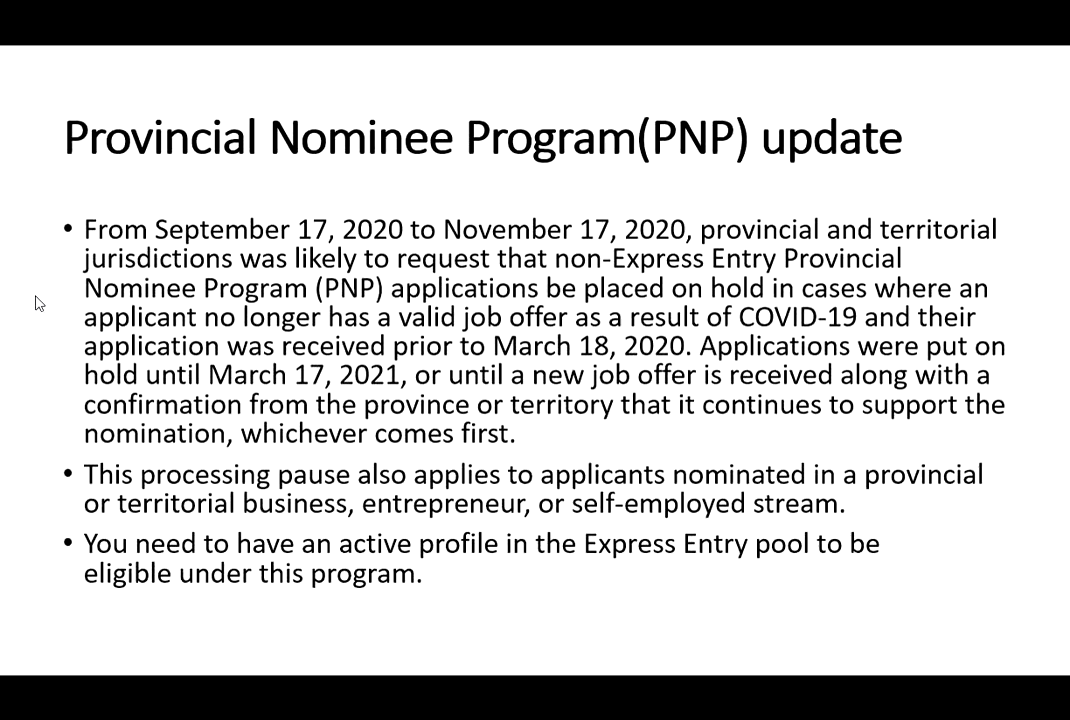 Provincial Nominee Program(PNP) update
• From September 17, 2020 to November 17, 2020, provincial and territorial
jurisdictions was likely to request that non-Express Entry Provincial
Nominee Program (PNP) applications be placed on hold in cases where an
applicant no longer has a valid job offer as a result of COVID-19 and their
application was received prior to March 18, 2020. Applications were put on
hold until March 17, 2021, or until a new job offer is received along with a
confirmation from the province or territory that it continues to support the
nomination, whichever comes first.
• This processing pause also applies to applicants nominated in a provincial
or territorial business, entrepreneur, or self-employed stream.
• You need to have an active profile in the Express Entry pool to be
eligible under this program.